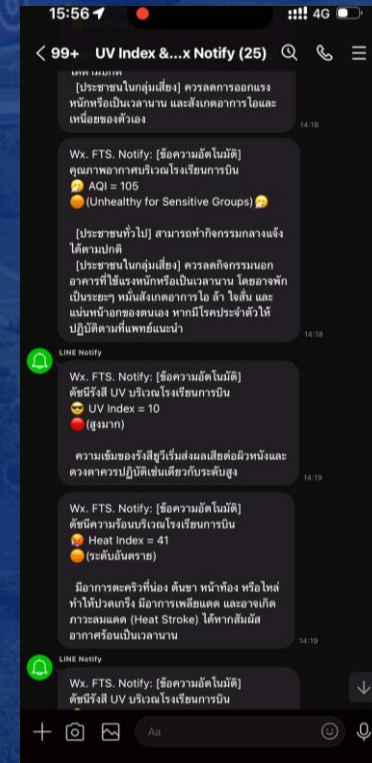 15:56
4G
99+ UV Index &...x Notify (25)
[ประชาชนในกลุ่มเสี่ยง] ควรลดการออกแรง
หนักหรือเป็นเวลานาน และสังเกตอาการไอและ
เหนื่อยของตัวเอง
14:18
Wx. FTS. Notify: [ข้อความอัตโนมัติ]
คุณภาพอากาศบริเวณโรงเรียนการบิน
AQI = 105
(Unhealthy for Sensitive Groups)
[ประชาชนทั่วไป] สามารถทำกิจกรรมกลางแจ้ง
ได้ตามปกติ
[ประชาชนในกลุ่มเสี่ยง] ควรลดกิจกรรมนอก
อาคารที่ใช้แรงหนักหรือเป็นเวลานาน โดยอาจพัก
เป็นระยะๆ หมั่นสังเกตอาการไอ ล้า ใจสั่น และ
แน่นหน้าอกของตนเอง หากมีโรคประจำตัวให้
ปฏิบัติตามที่แพทย์แนะนำ
14:18
LINE Notify
Wx. FTS. Notify: [ข้อความอัตโนมัติ]
ดัชนีรังสี UV บริเวณโรงเรียนการบิน
UV Index = 10
(สูงมาก)
ความเข้มของรังสียูวีเริ่มส่งผลเสียต่อผิวหนังและ
ดวงตาควรปฏิบัติเช่นเดียวกับระดับสูง
14:19
Wx. FTS. Notify: [ข้อความอัตโนมัติ]
ดัชนีความร้อนบริเวณโรงเรียนการบิน
Heat Index = 41
(ระดับอันตราย)
มีอาการตะคริวที่น่อง ต้นขา หน้าท้อง หรือไหล่
ทำให้ปวดเกร็ง มีอาการเพลียแดด และอาจเกิด
ภาวะลมแดด (Heat Stroke) ได้หากสัมผัส
อากาศร้อนเป็นเวลานาน
14:19
LINE Notify
Wx. FTS. Notify: [ข้อความอัตโนมัติ]
ดัชนีรังสี UV บริเวณโรงเรียนการบิน
Aa